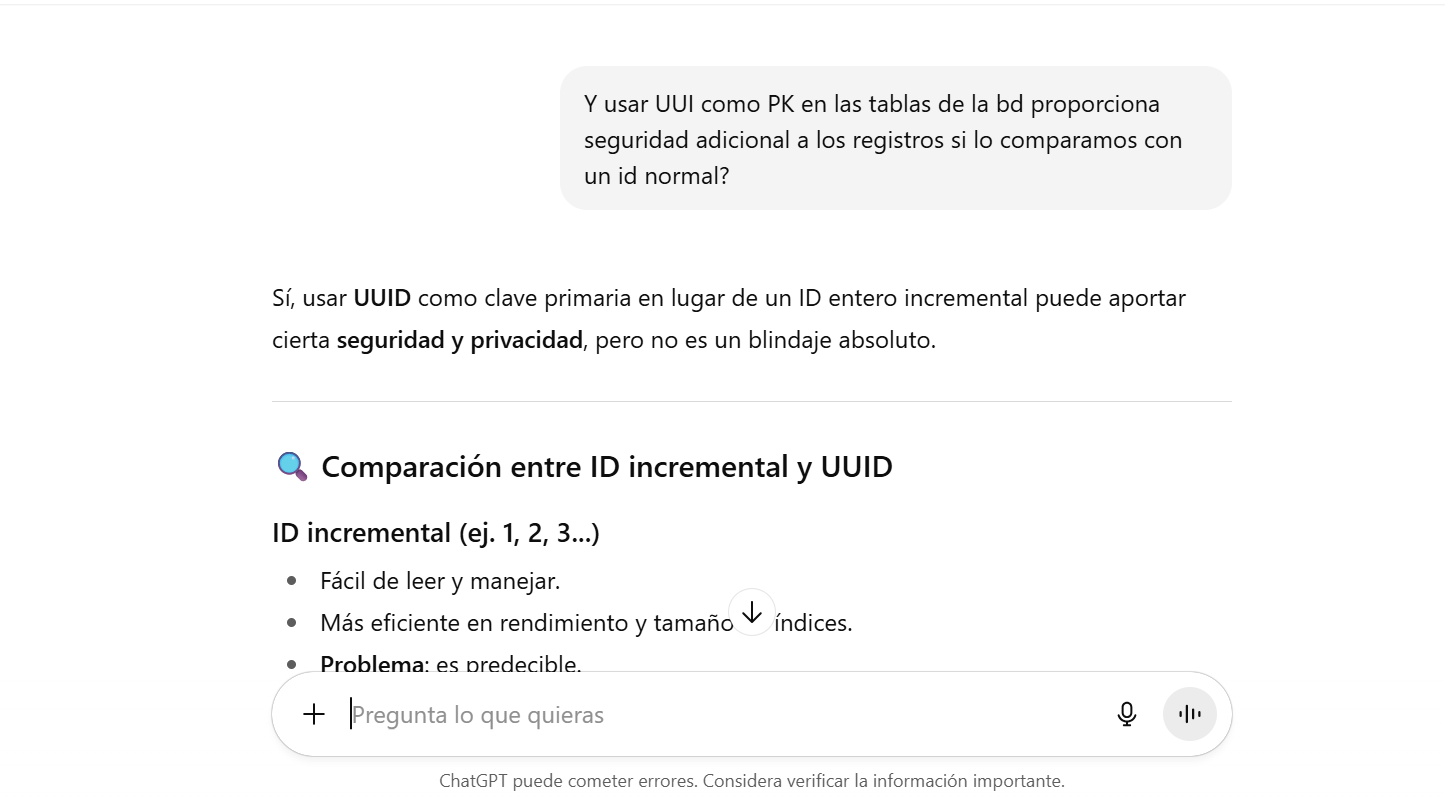 Y usar UUI como PK en las tablas de la bd proporciona
seguridad adicional a los registros si lo comparamos con
un id normal?
Sí, usar UUID como clave primaria en lugar de un ID entero incremental puede aportar
cierta seguridad y privacidad, pero no es un blindaje absoluto.
Comparación entre ID incremental y UUID
ID incremental (ej. 1, 2, 3...)
Fácil de leer y manejar.
Más eficiente en rendimiento y tamaño índices.
Problema: es predecible.
Pregunta lo que quieras
ChatGPT puede cometer errores. Considera verificar la información importante.